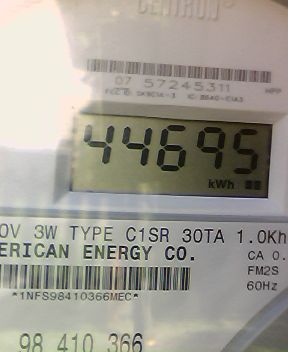 CENTRON®
07 57245311
44695
kWh
0V 3W TYPE C1SR 30TA 1.0Kh
ERICAN ENERGY CO.
CA 0.
FM2S
60Hz
*1NFS98410366MEC*
98 410 366